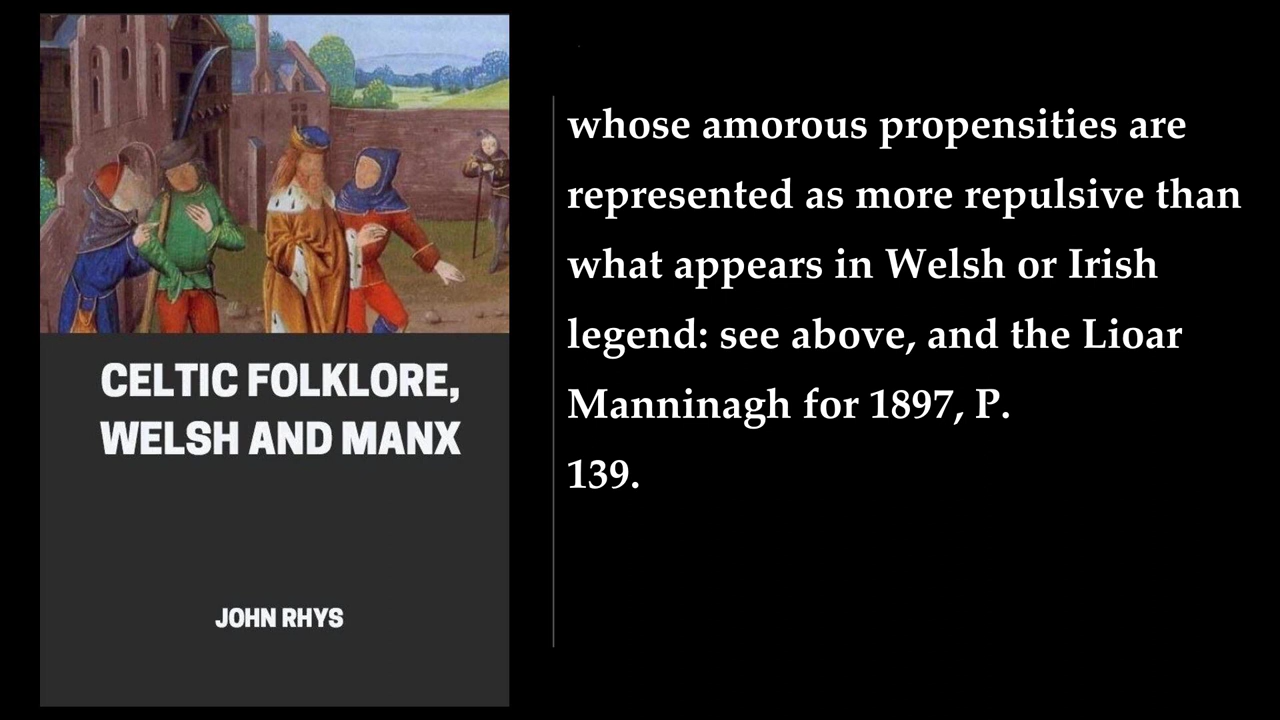 CELTIC FOLKLORE,
WELSH AND MANX
JOHN RHYS
whose amorous propensities are
represented as more repulsive than
what appears in Welsh or Irish
legend: see above, and the Lioar
Manninagh for 1897, P.
139.